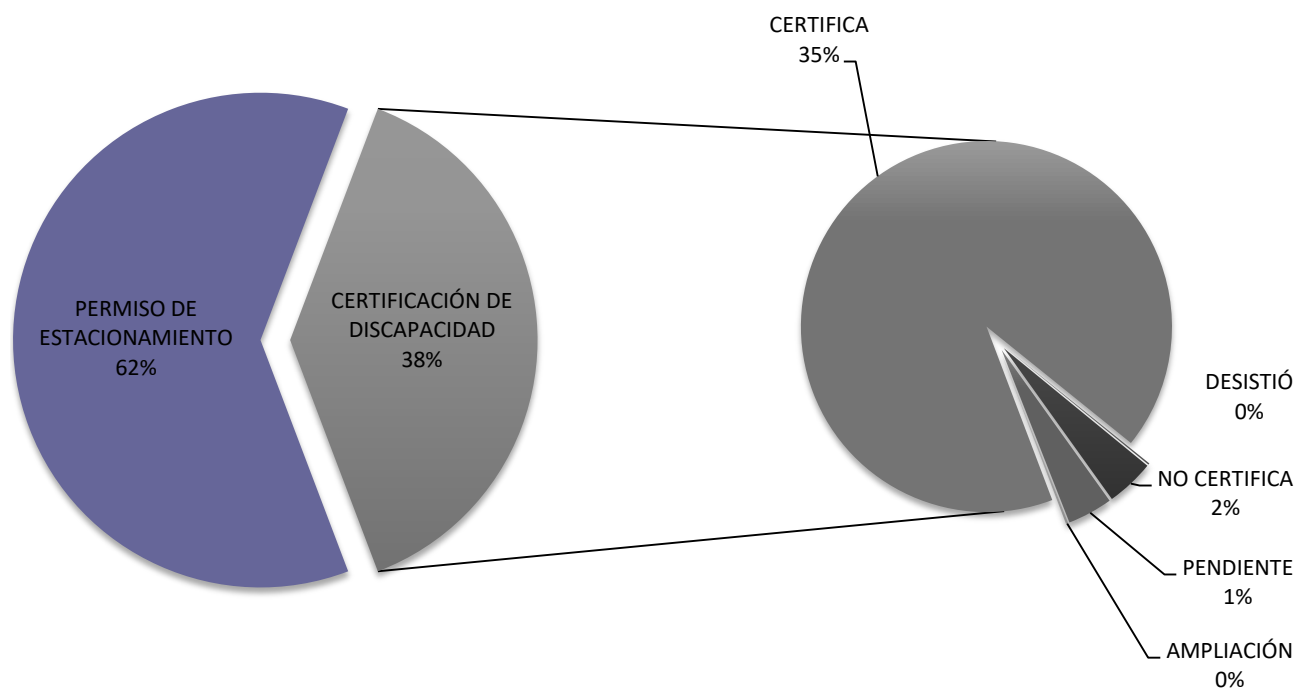 PERMISO DE
ESTACIONAMIENTO
62%
CERTIFICACIÓN DE
DISCAPACIDAD
38%
CERTIFICA
35%
DESISTIÓ
0%
NO CERTIFICA
2%
PENDIENTE
1%
AMPLIACIÓN
0%